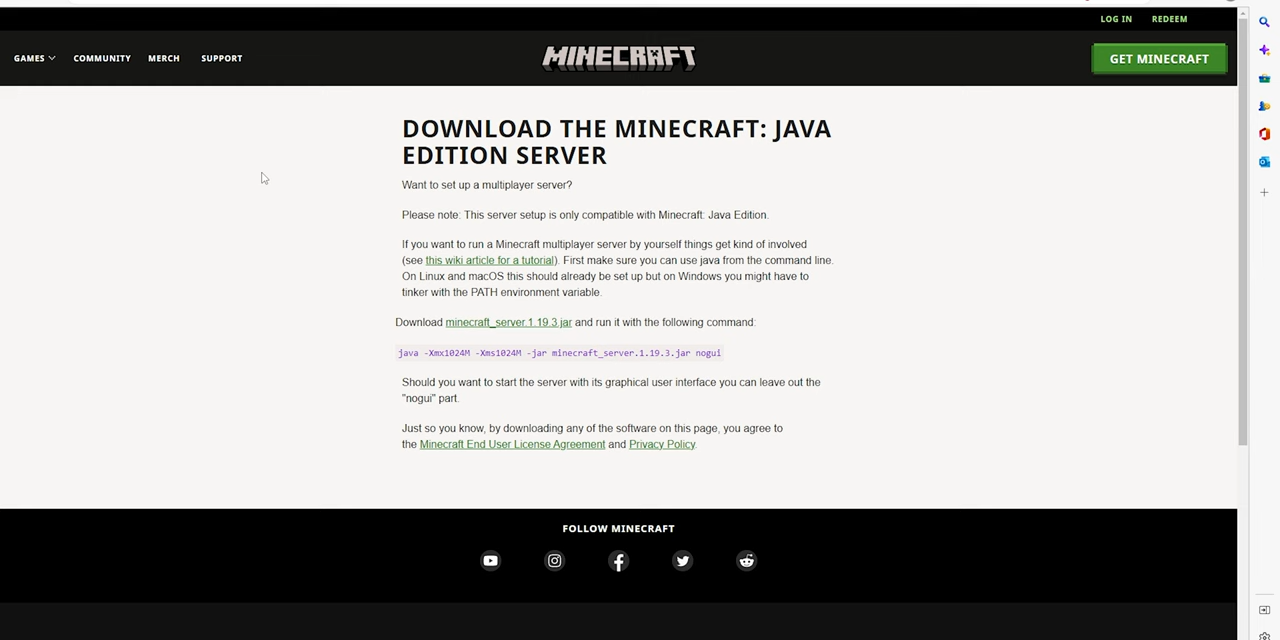 LOG IN REDEEM
GAMES COMMUNITY MERCH SUPPORT MINECRAFT GET MINECRAFT
DOWNLOAD THE MINECRAFT: JAVA
EDITION SERVER
Want to set up a multiplayer server?
Please note: This server setup is only compatible with Minecraft: Java Edition.
If you want to run a Minecraft multiplayer server by yourself things get kind of involved
(see this wiki article for a tutorial). First make sure you can use java from the command line.
On Linux and macOS this should already be set up but on Windows you might have to
tinker with the PATH environment variable.
Download minecraft_server.1.19.3.jar and run it with the following command:
java -Xmx1024M -Xms1024M -jar minecraft_server.1.19.3.jar nogui
Should you want to start the server with its graphical user interface you can leave out the
"nogui" part.
Just so you know, by downloading any of the software on this page, you agree to
the Minecraft End User License Agreement and Privacy Policy.
FOLLOW MINECRAFT